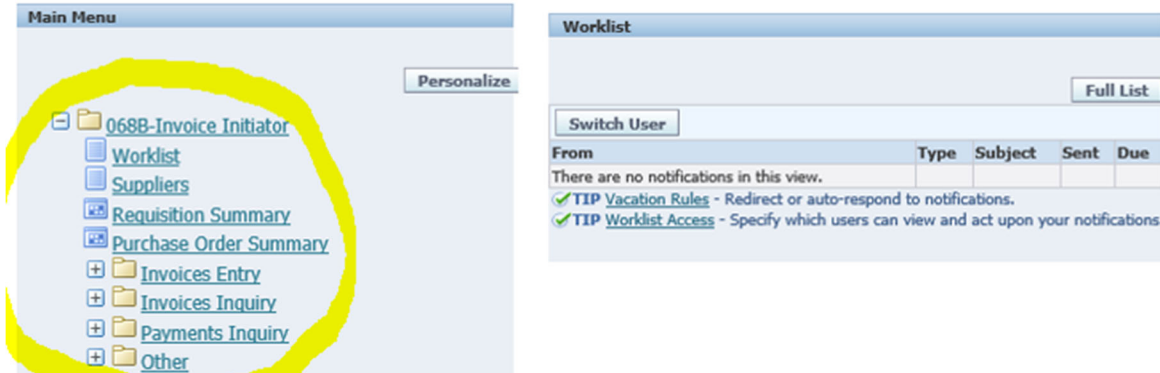 Main Menu
Personalize
068B-Invoice Initiator
Worklist
Suppliers
Requisition Summary
Purchase Order Summary
Invoices Entry
Invoices Inquiry
Payments Inquiry
Other
Worklist
Full List
Switch User
From Type Subject Sent Due
There are no notifications in this view.
TIP Vacation Rules - Redirect or auto-respond to notifications.
TIP Worklist Access - Specify which users can view and act upon your notifications